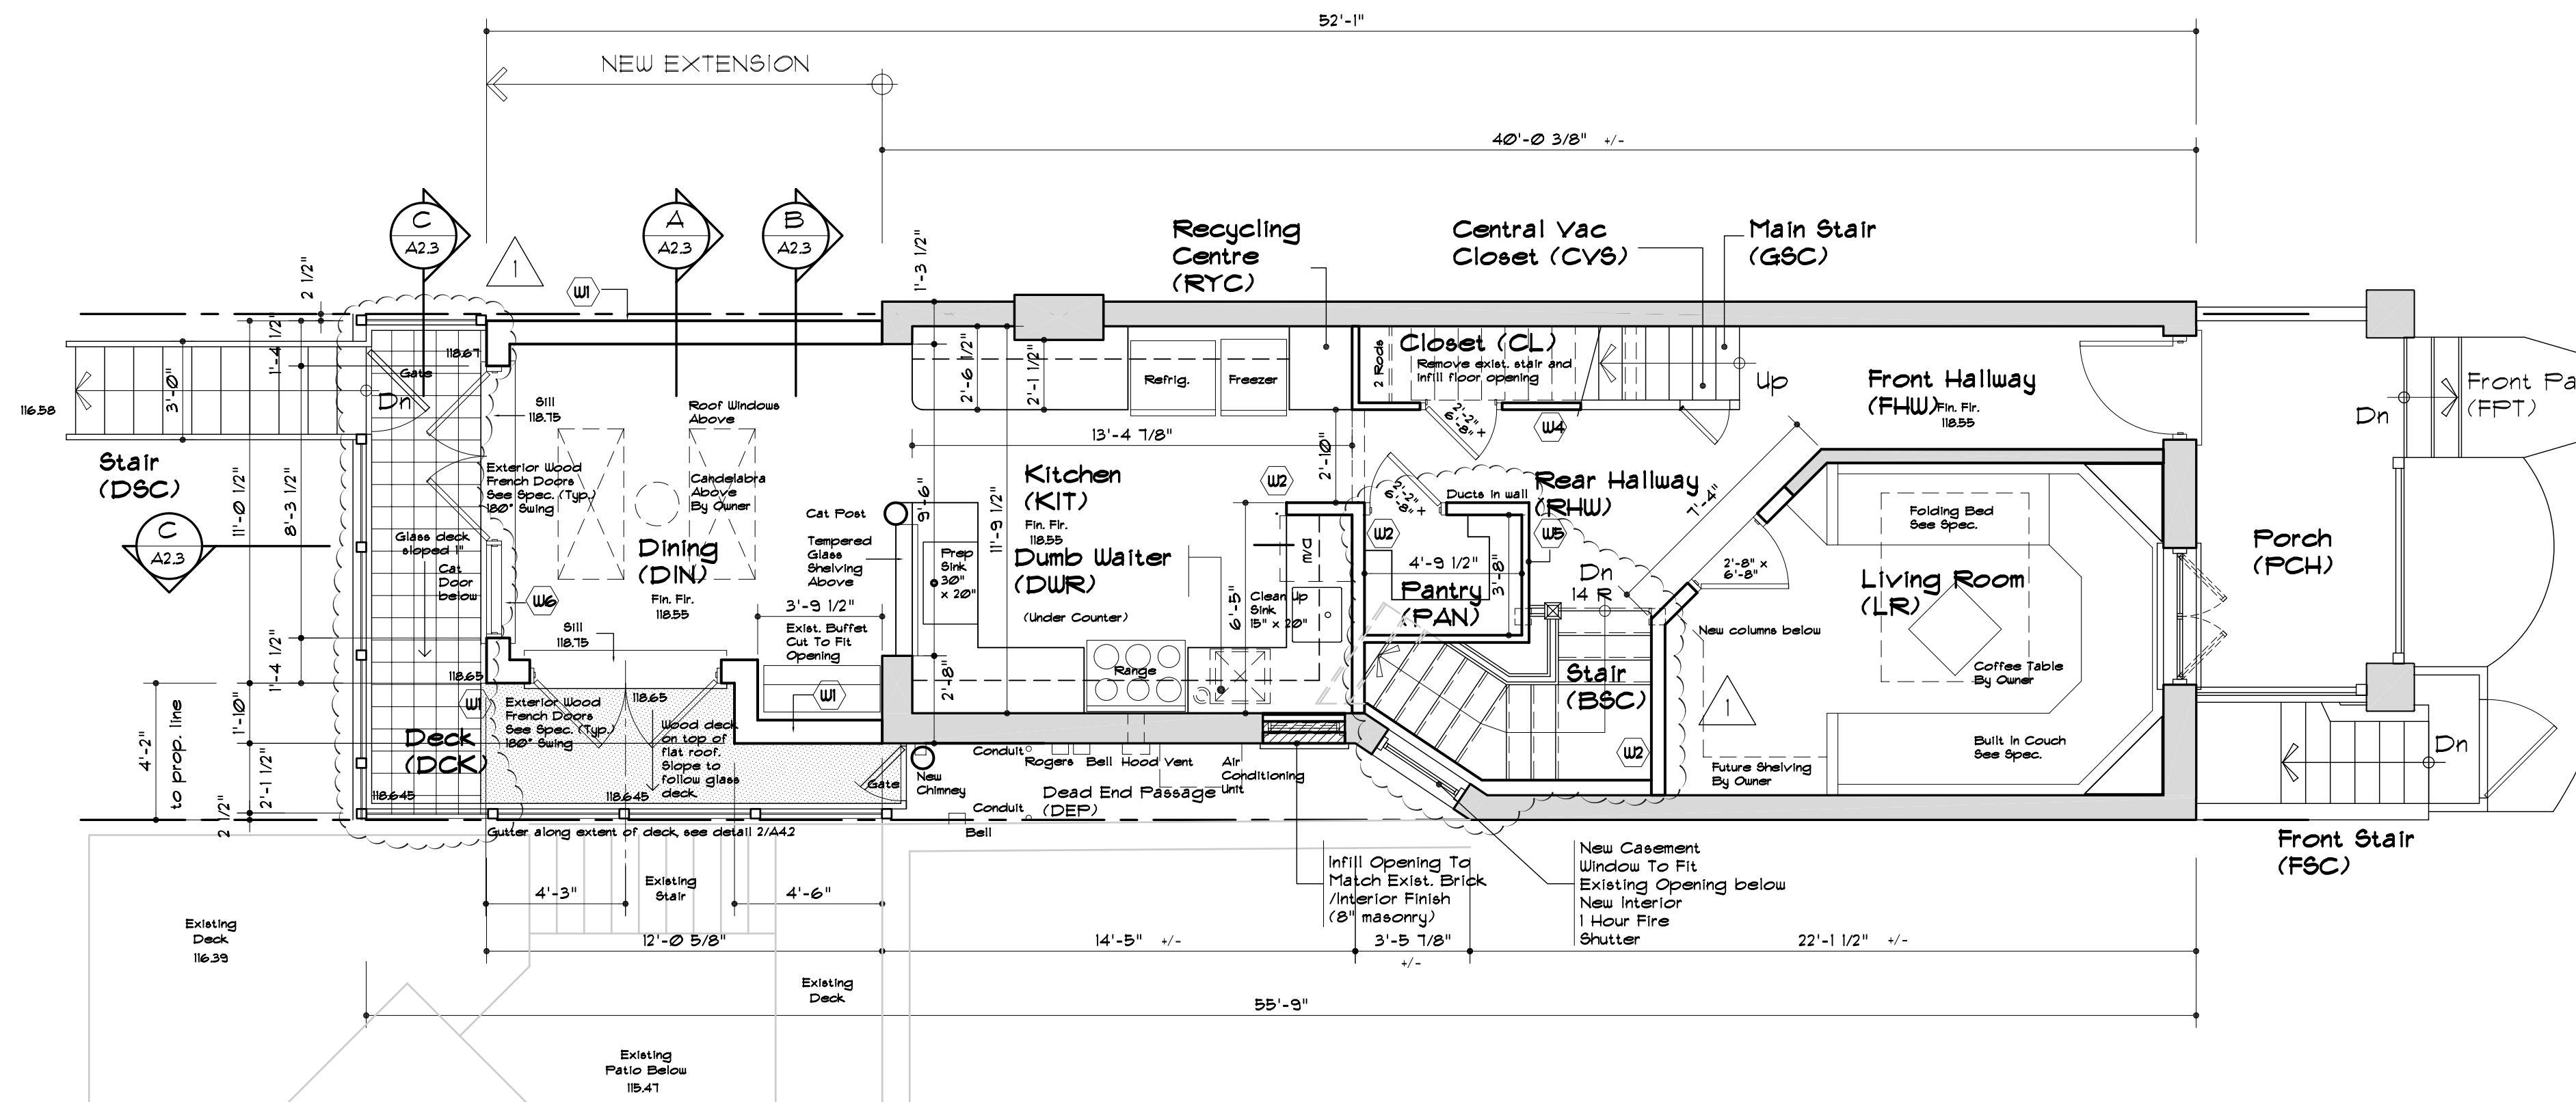 52'-1"
NEW EXTENSION
40'-0 3/8" +/-
C
A2.3
A
A2.3
B
A2.3
1
W1
2 1/2"
1'-4 1/2"
1'-3 1/2"
Recycling
Centre
(RYC)
Central Vac
Closet (CVS)
Main Stair
(GSC)
116.58
3'-0"
Dn
Gate
118.67
Sill
118.75
Roof Windows
Above
2'-6 1/2"
2'-1 1/2"
Refrig.
Freezer
2 Rods
Closet (CL)
Remove exist. stair and
infill floor opening
Up
Front Hallway
(FHW)
Fin. Flr.
118.55
Dn
Front Pa
(FPT)
Stair
(DSC)
C
A2.3
11'-0 1/2"
8'-3 1/2"
Exterior Wood
French Doors
See Spec. (Typ.)
180° Swing
Candelabra
Above
By Owner
Glass deck
sloped 1"
Cat
Door
below
W6
Dining
(DIN)
Fin. Flr.
118.55
Sill
118.75
Cat Post
Tempered
Glass
Shelving
Above
3'-9 1/2"
Exist. Buffet
Cut To Fit
Opening
W1
9'-6"
2'-8"
11'-9 1/2"
Prep
Sink
30"
x 20"
13'-4 7/8"
Kitchen
(KIT)
Fin. Flr.
118.55
Dumb Waiter
(DWR)
(Under Counter)
Range
2'-10"
W2
6'-5"
D/W
Clean Up
Sink
15" x 20"
2'-2" x
6'-8"
W4
2'-2" x
6'-8"
W2
Ducts in wall
Rear Hallway
(RHW)
W5
4'-9 1/2"
3'-8"
Pantry
(PAN)
Dn
14 R
7'-4"
Stair
(BSC)
W2
2'-8" x
6'-8"
New columns below
1
Future Shelving
By Owner
Folding Bed
See Spec.
Living Room
(LR)
Coffee Table
By Owner
Built in Couch
See Spec.
Porch
(PCH)
Dn
Front Stair
(FSC)
4'-2"
to prop. line
1'-4 1/2"
1'-10"
2'-1 1/2"
2 1/2"
118.65
W1
Deck
(DCK)
118.645
Exterior Wood
French Doors
See Spec. (Typ.)
180° Swing
118.65
Wood deck
on top of
flat roof.
Slope to
follow glass
deck.
118.645
Gate
New
Chimney
Conduit
Rogers
Bell
Hood Vent
Air
Conditioning
Unit
Conduit
Dead End Passage
(DEP)
Bell
Gutter along extent of deck, see detail 2/A4.2
Infill Opening To
Match Exist. Brick
/Interior Finish
(8" masonry)
New Casement
Window To Fit
Existing Opening below
New Interior
1 Hour Fire
Shutter
4'-3"
Existing
Stair
4'-6"
Existing
Deck
116.39
12'-0 5/8"
14'-5" +/-
3'-5 7/8"
+/-
22'-1 1/2" +/-
Existing
Deck
55'-9"
Existing
Patio Below
115.47